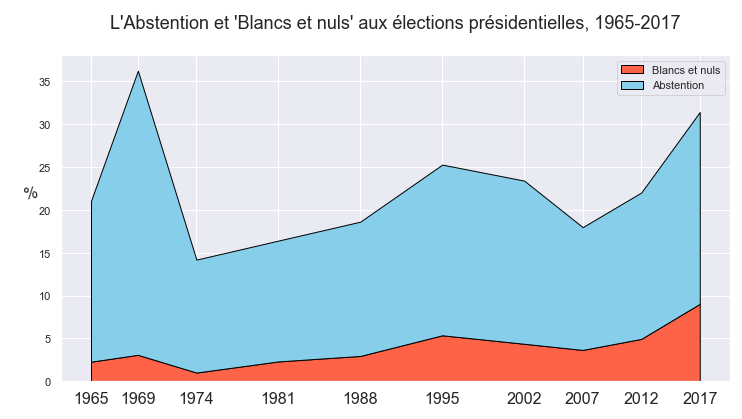 L'Abstention et 'Blancs et nuls' aux élections présidentielles, 1965-2017
Blancs et nuls
Abstention
35
30
25
20
15
10
5
0
%
1965 1969 1974 1981 1988 1995 2002 2007 2012 2017